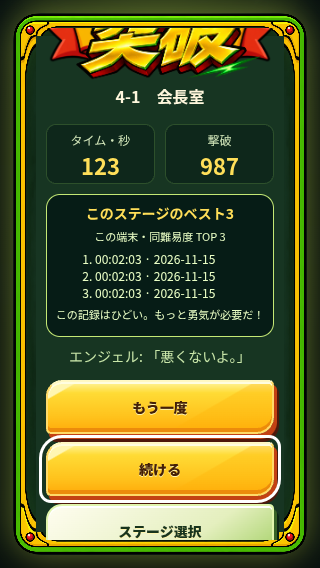 突破
4-1 会長室
タイム・秒
撃破
123
987
このステージのベスト3
この端末・同難易度 TOP 3
1. 00:02:03 · 2026-11-15
2. 00:02:03 · 2026-11-15
3. 00:02:03 · 2026-11-15
この記録はひどい。もっと勇気が必要だ！
エンジェル: 「悪くないよ。」
もう一度
続ける
ステージ選択